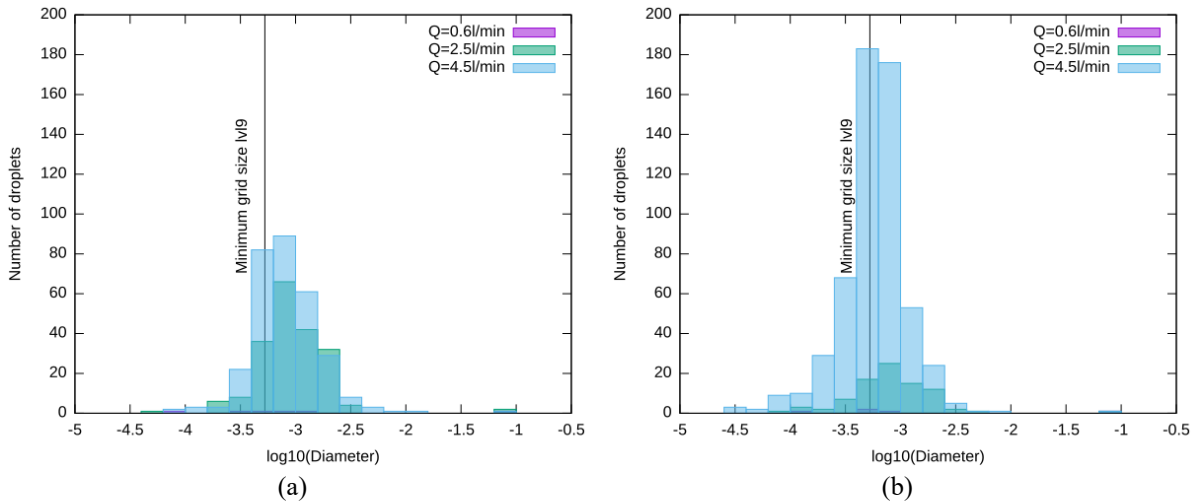 200
180
160
140
120
100
80
60
40
20
0
Number of droplets
Q=0.6l/min
Q=2.5l/min
Q=4.5l/min
Minimum grid size lvl9
-5 -4.5 -4 -3.5 -3 -2.5 -2 -1.5 -1 -0.5
log10(Diameter)
(a)
200
180
160
140
120
100
80
60
40
20
0
Number of droplets
Q=0.6l/min
Q=2.5l/min
Q=4.5l/min
Minimum grid size lvl9
-5 -4.5 -4 -3.5 -3 -2.5 -2 -1.5 -1 -0.5
log10(Diameter)
(b)